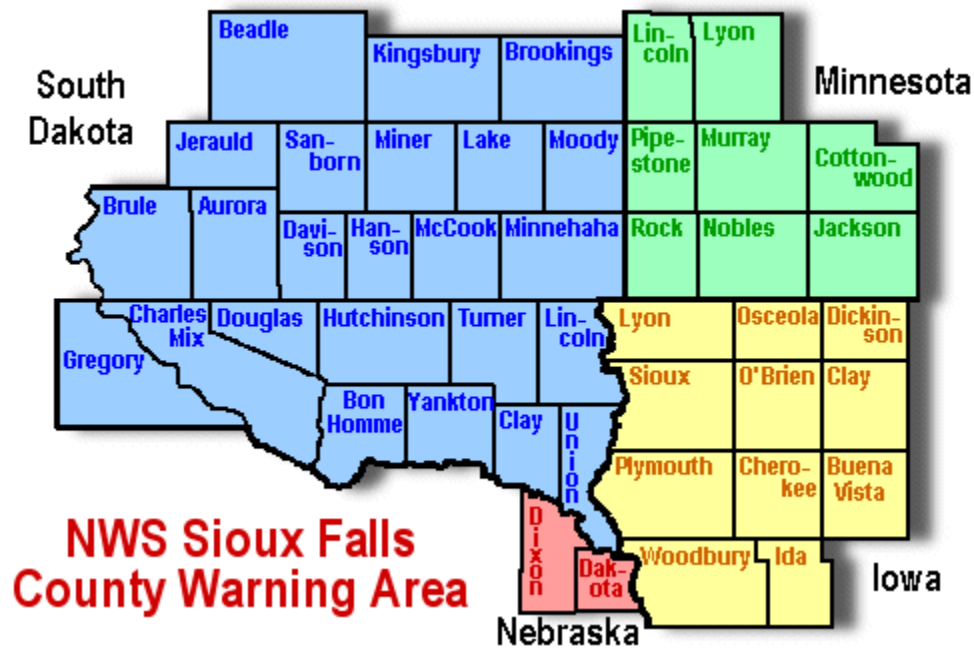 Beadle
Kingsbury
Brookings
Lin-
coln
Lyon
South
Dakota
Minnesota
Jerauld
San-
born
Miner
Lake
Moody
Pipe-
stone
Murray
Cotton-
wood
Brule
Aurora
Davi-
son
Han-
son
McCook
Minnehaha
Rock
Nobles
Jackson
Gregory
Charles
Mix
Douglas
Hutchinson
Turner
Lin-
coln
Lyon
Osceola
Dickin-
son
Sioux
O'Brien
Clay
Bon
Homme
Yankton
Clay
Union
Plymouth
Chero-
kee
Buena
Vista
NWS Sioux Falls
County Warning Area
Dixon
Dak-
ota
Woodbury
Ida
Iowa
Nebraska